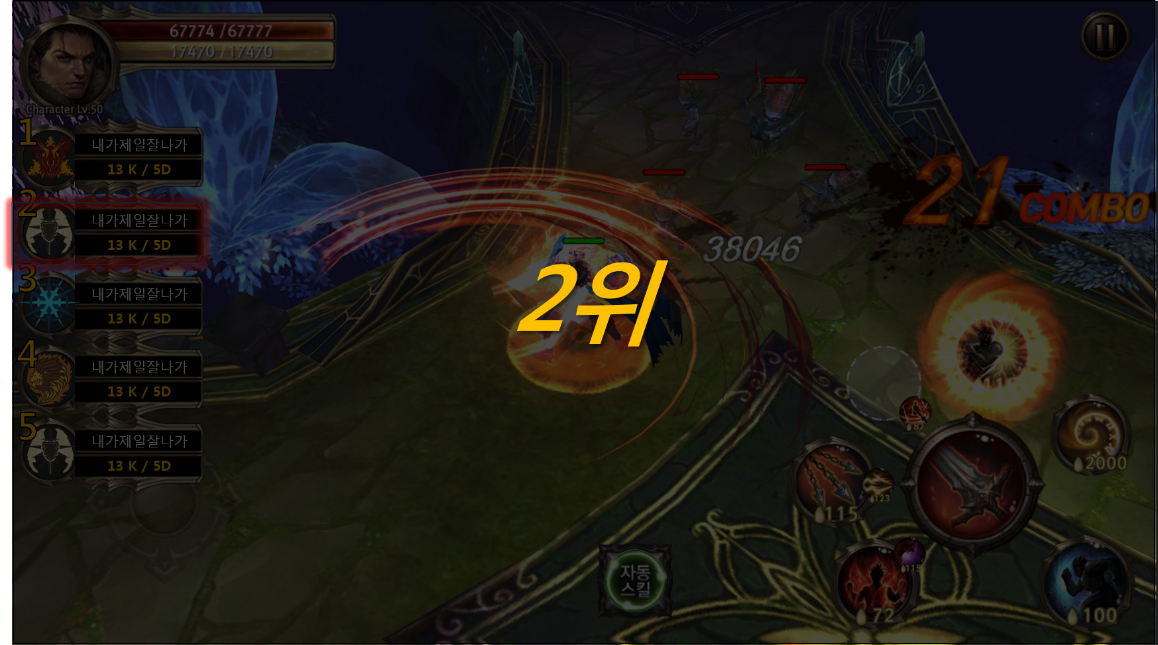 67774 /67777
17470 / 17470
Character Lv.50
1
내가제일잘나가
13 K / 5D
2
내가제일잘나가
13 K / 5D
3
내가제일잘나가
13 K / 5D
4
내가제일잘나가
13 K / 5D
5
내가제일잘나가
13 K / 5D
21 COMBO
38046
2위
82
2000
123
115
115
72
100
자동
스킬